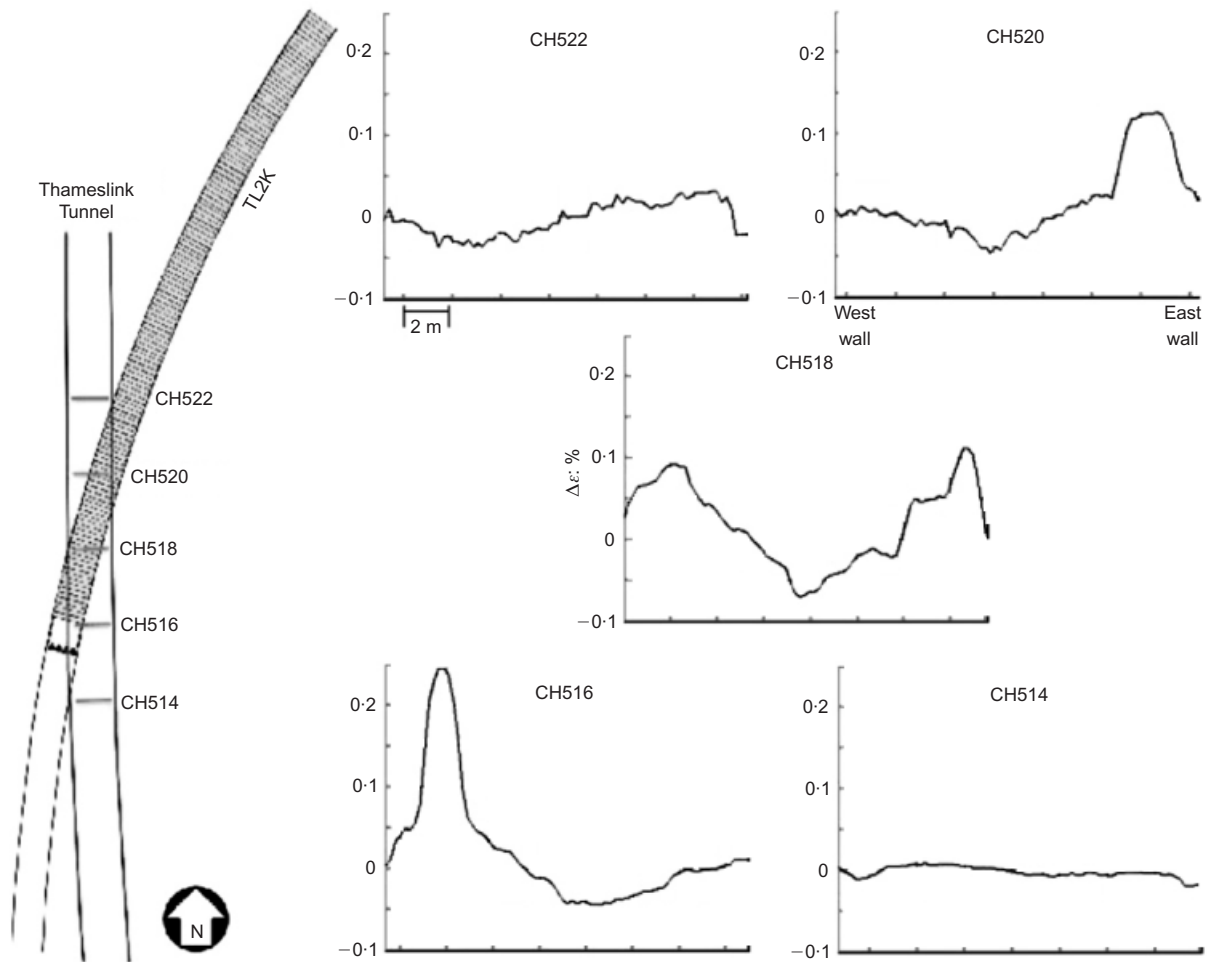 Thameslink
Tunnel
TL2K
CH522
CH520
CH518
CH516
CH514
N
CH522
0·2
0·1
0
−0·1
2 m
CH520
0·2
0·1
0
−0·1
West
wall
East
wall
CH518
Δε: %
0·2
0·1
0
−0·1
CH516
0·2
0·1
0
−0·1
CH514
0·2
0·1
0
−0·1